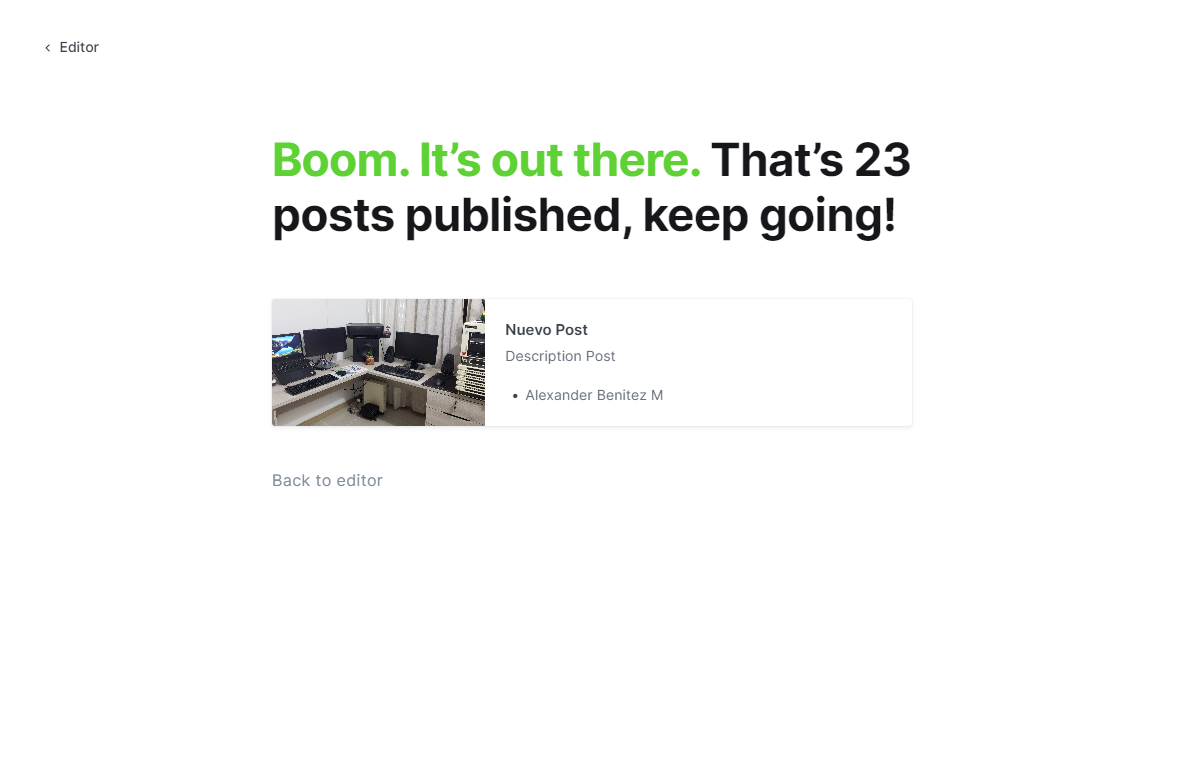 Editor
Boom. It’s out there. That’s 23
posts published, keep going!
Nuevo Post
Description Post
• Alexander Benitez M
Back to editor